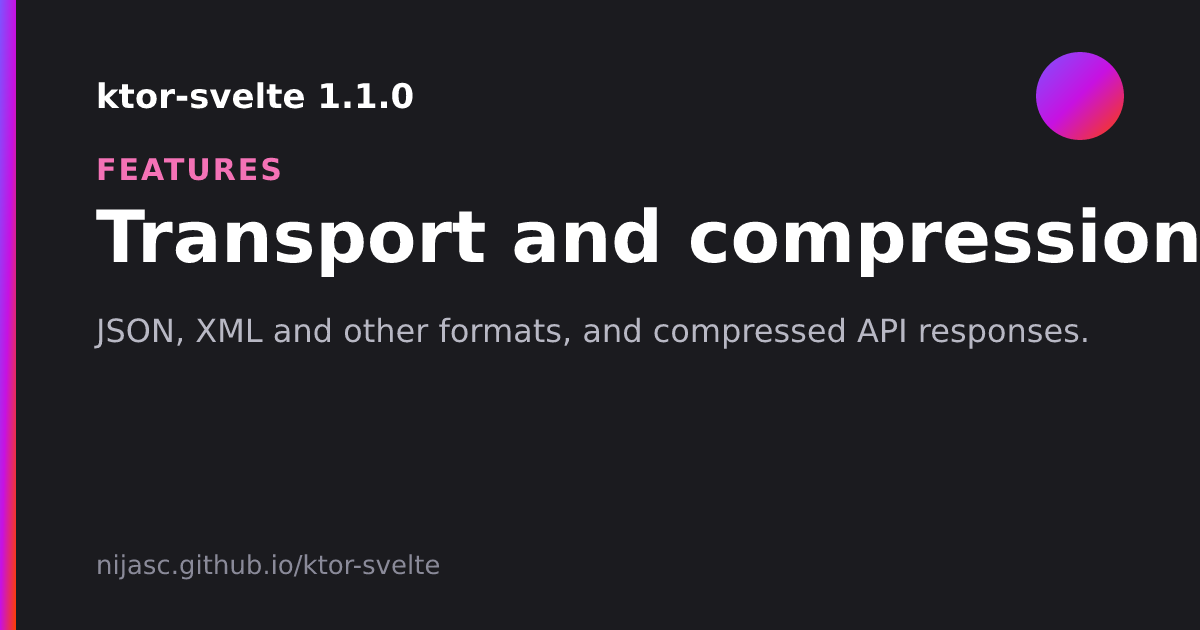 ktor-svelte 1.1.0
FEATURES
Transport and compression
JSON, XML and other formats, and compressed API responses.
nijasc.github.io/ktor-svelte